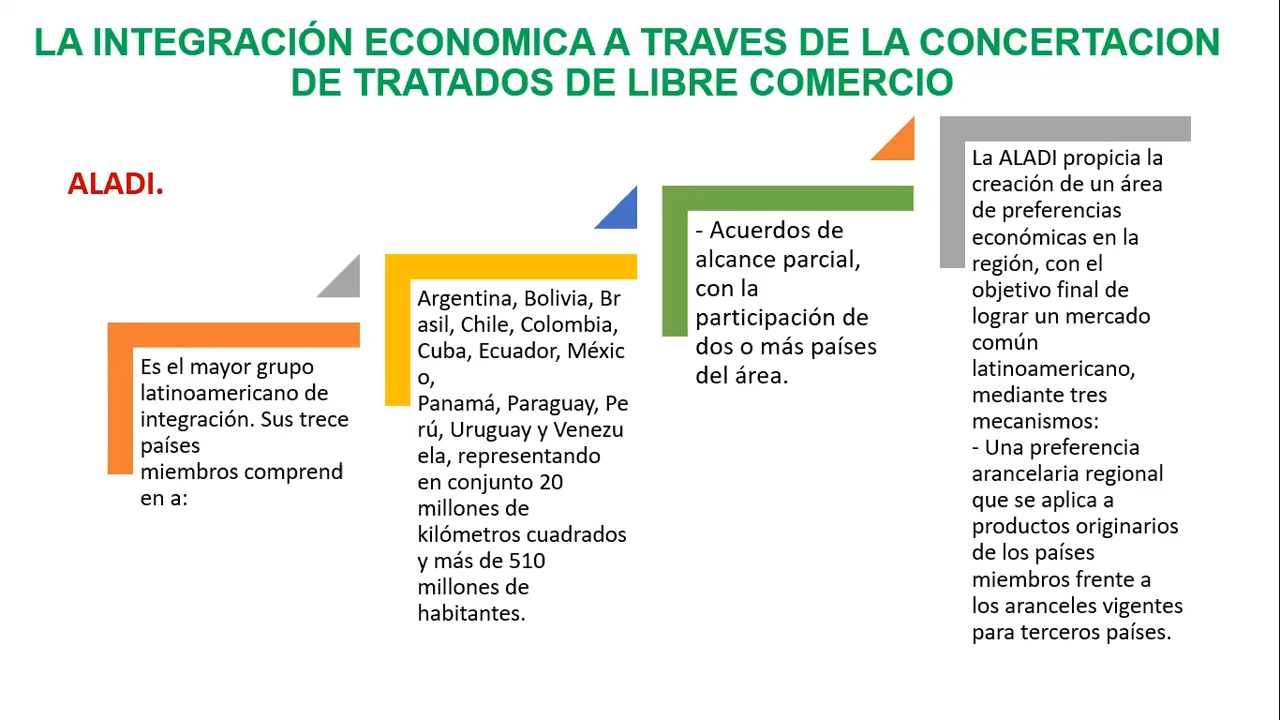 LA INTEGRACIÓN ECONOMICA A TRAVES DE LA CONCERTACION
DE TRATADOS DE LIBRE COMERCIO
ALADI.
Es el mayor grupo
latinoamericano de
integración. Sus trece
países
miembros comprend
en a:
Argentina, Bolivia, Br
asil, Chile, Colombia,
Cuba, Ecuador, Méxic
o,
Panamá, Paraguay, Pe
rú, Uruguay y Venezu
ela, representando
en conjunto 20
millones de
kilómetros cuadrados
y más de 510
millones de
habitantes.
- Acuerdos de
alcance parcial,
con la
participación de
dos o más países
del área.
La ALADI propicia la
creación de un área
de preferencias
económicas en la
región, con el
objetivo final de
lograr un mercado
común
latinoamericano,
mediante tres
mecanismos:
- Una preferencia
arancelaria regional
que se aplica a
productos originarios
de los países
miembros frente a
los aranceles vigentes
para terceros países.